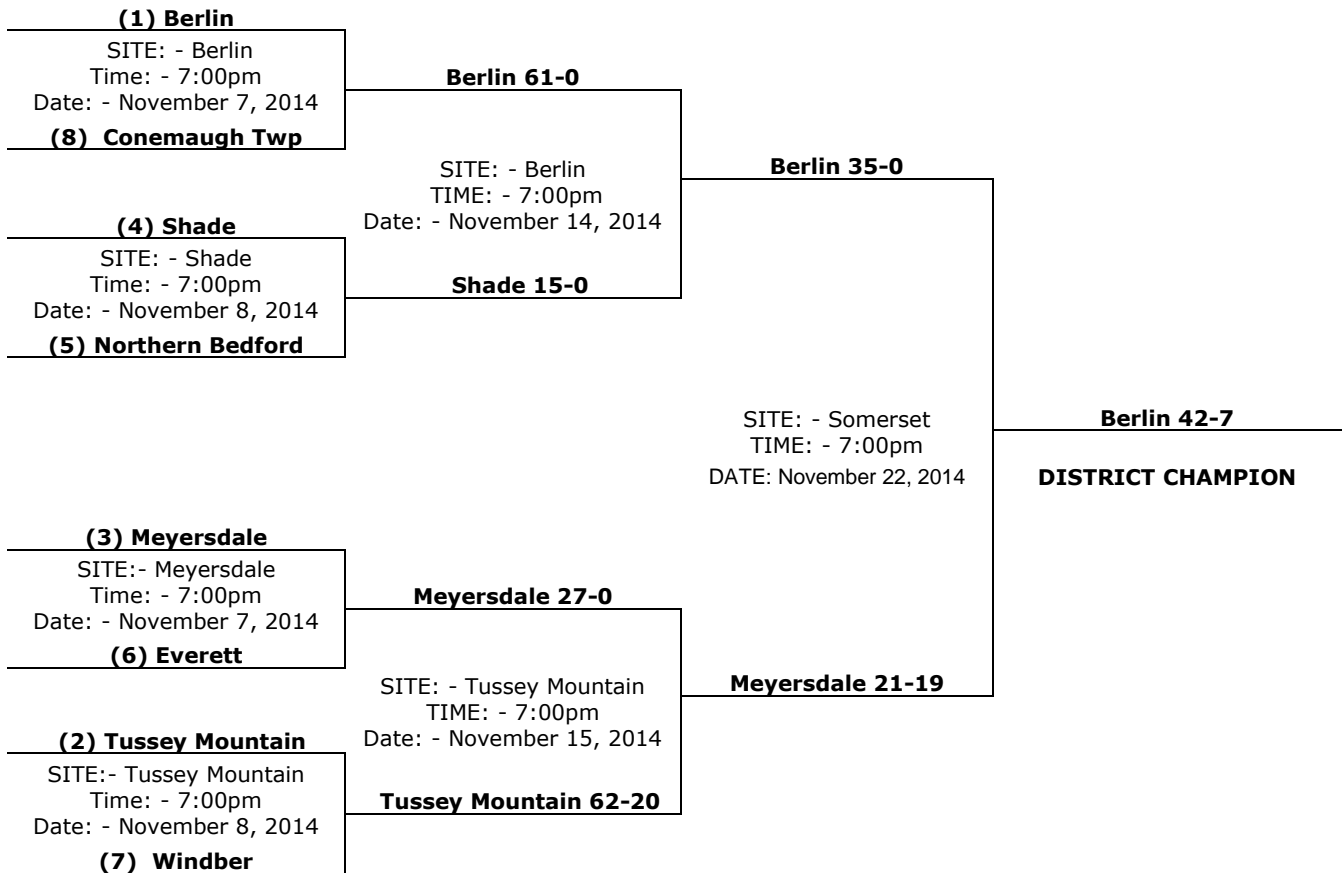 (1) Berlin
SITE: - Berlin
Time: - 7:00pm
Date: - November 7, 2014
(8) Conemaugh Twp
Berlin 61-0
SITE: - Berlin
TIME: - 7:00pm
Date: - November 14, 2014
(4) Shade
SITE: - Shade
Time: - 7:00pm
Date: - November 8, 2014
(5) Northern Bedford
Shade 15-0
Berlin 35-0
SITE: - Somerset
TIME: - 7:00pm
DATE: November 22, 2014
Berlin 42-7
DISTRICT CHAMPION
(3) Meyersdale
SITE:- Meyersdale
Time: - 7:00pm
Date: - November 7, 2014
(6) Everett
Meyersdale 27-0
SITE: - Tussey Mountain
TIME: - 7:00pm
Date: - November 15, 2014
Meyersdale 21-19
(2) Tussey Mountain
SITE:- Tussey Mountain
Time: - 7:00pm
Date: - November 8, 2014
(7) Windber
Tussey Mountain 62-20